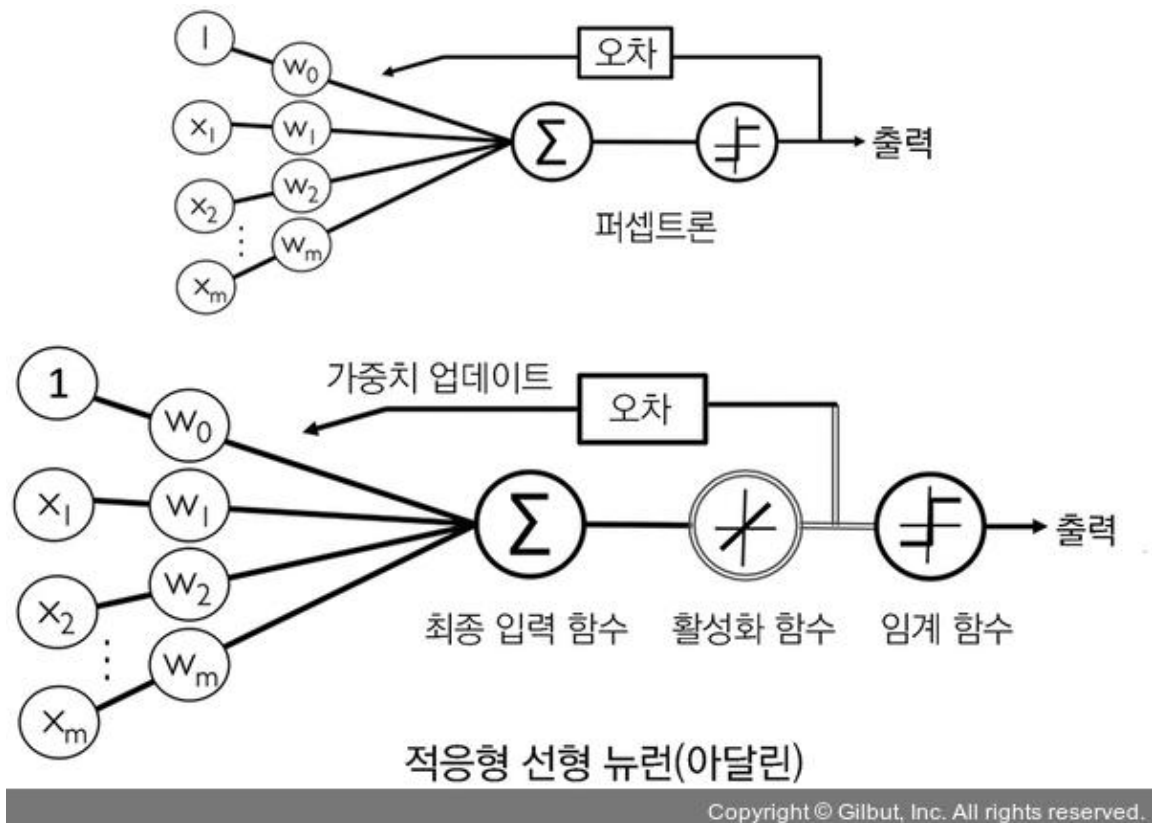 1
w0
오차
x1
w1
Σ
출력
x2
w2
퍼셉트론
wm
xm
가중치 업데이트
1
오차
w0
x1
w1
Σ
출력
x2
w2
최종 입력 함수
활성화 함수
임계 함수
wm
xm
적응형 선형 뉴런(아달린)
Copyright © Gilbut, Inc. All rights reserved.